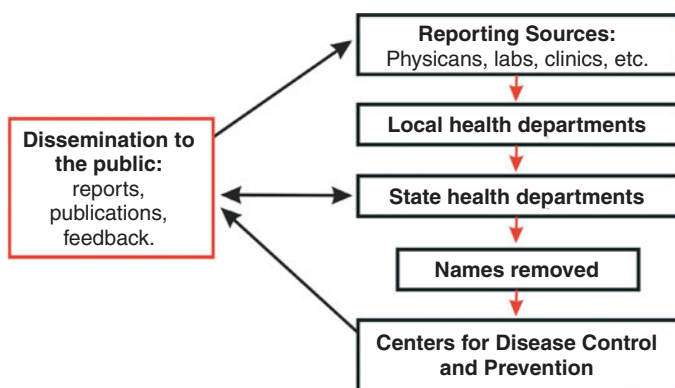 Reporting Sources:
Physicans, labs, clinics, etc.
Local health departments
Dissemination to
the public:
reports,
publications,
feedback.
State health departments
Names removed
Centers for Disease Control
and Prevention